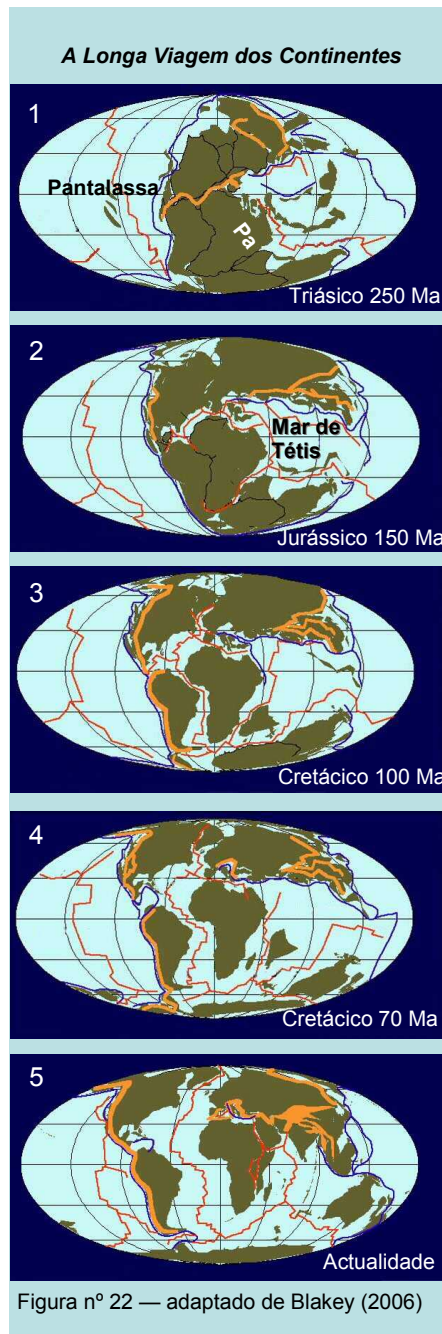 A Longa Viagem dos Continentes
1
Pantalassa
Pa
Triásico 250 Ma
2
Mar de
Tétis
Jurássico 150 Ma
3
Cretácico 100 Ma
4
Cretácico 70 Ma
5
Actualidade
Figura nº 22 — adaptado de Blakey (2006)